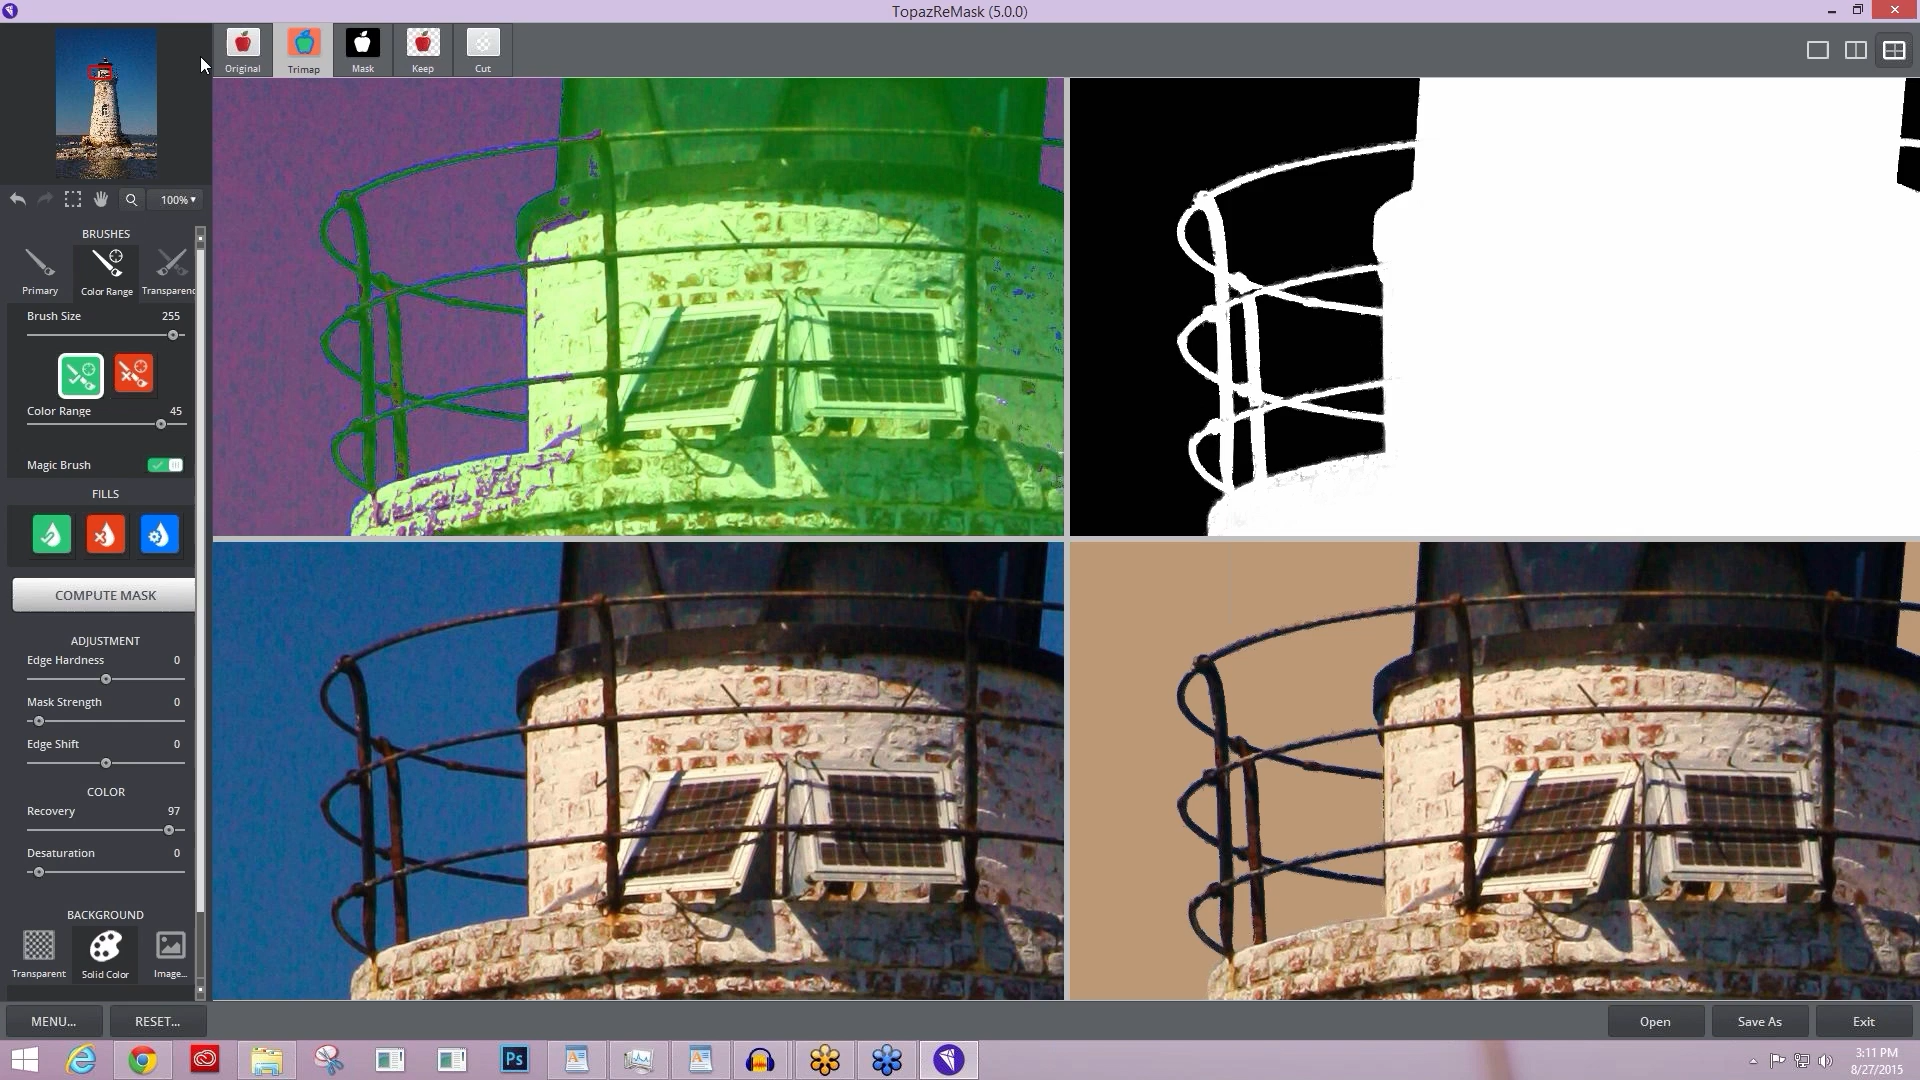 TopazReMask (5.0.0)
Original
Trimap
Mask
Keep
Cut
100%
BRUSHES
Primary
Color Range
Transparenc
Brush Size 255
Color Range 45
Magic Brush
FILLS
COMPUTE MASK
ADJUSTMENT
Edge Hardness 0
Mask Strength 0
Edge Shift 0
COLOR
Recovery 97
Desaturation 0
BACKGROUND
Transparent
Solid Color
Image...
MENU...
RESET...
Open
Save As
Exit
Ps
3:11 PM
8/27/2015